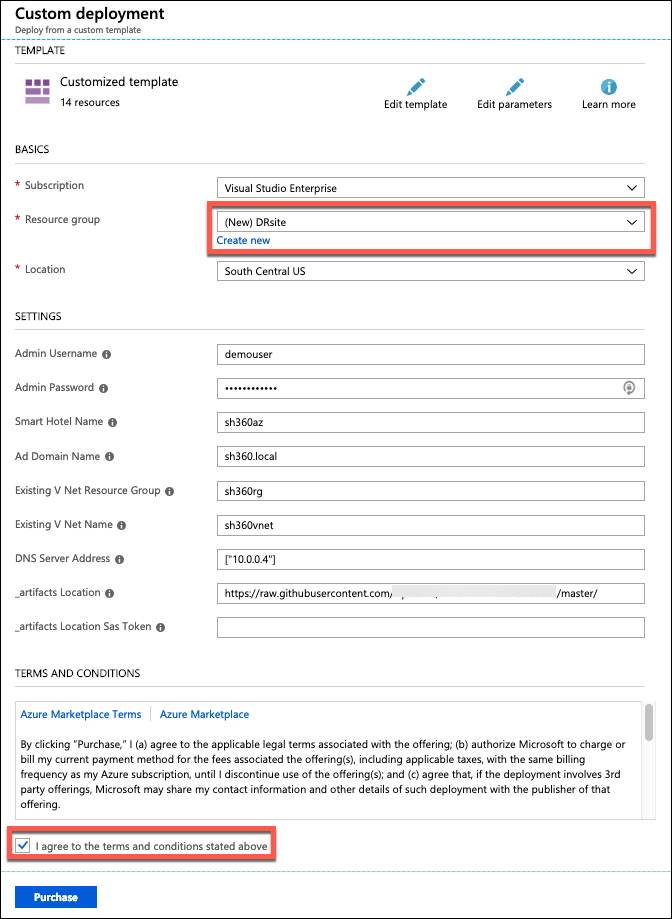 Custom deployment
Deploy from a custom template
TEMPLATE
Customized template
14 resources
Edit template
Edit parameters
Learn more
BASICS
* Subscription
Visual Studio Enterprise
* Resource group
(New) DRsite
Create new
* Location
South Central US
SETTINGS
Admin Username
demouser
Admin Password
••••••••••••
Smart Hotel Name
sh360az
Ad Domain Name
sh360.local
Existing V Net Resource Group
sh360rg
Existing V Net Name
sh360vnet
DNS Server Address
["10.0.0.4"]
_artifacts Location
https://raw.githubusercontent.com/ /master/
_artifacts Location Sas Token
TERMS AND CONDITIONS
Azure Marketplace Terms | Azure Marketplace
By clicking "Purchase," I (a) agree to the applicable legal terms associated with the offering; (b) authorize Microsoft to charge or
bill my current payment method for the fees associated the offering(s), including applicable taxes, with the same billing
frequency as my Azure subscription, until I discontinue use of the offering(s); and (c) agree that, if the deployment involves 3rd
party offerings, Microsoft may share my contact information and other details of such deployment with the publisher of that
offering.
I agree to the terms and conditions stated above
Purchase